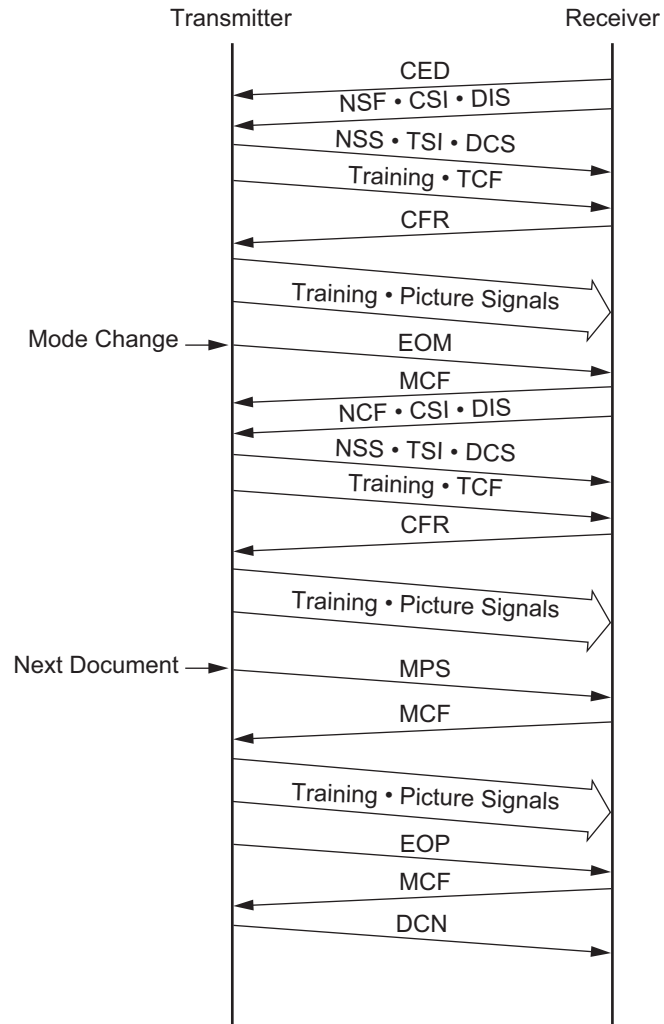 Transmitter
Receiver
CED
NSF • CSI • DIS
NSS • TSI • DCS
Training • TCF
CFR
Training • Picture Signals
Mode Change
EOM
MCF
NCF • CSI • DIS
NSS • TSI • DCS
Training • TCF
CFR
Training • Picture Signals
Next Document
MPS
MCF
Training • Picture Signals
EOP
MCF
DCN